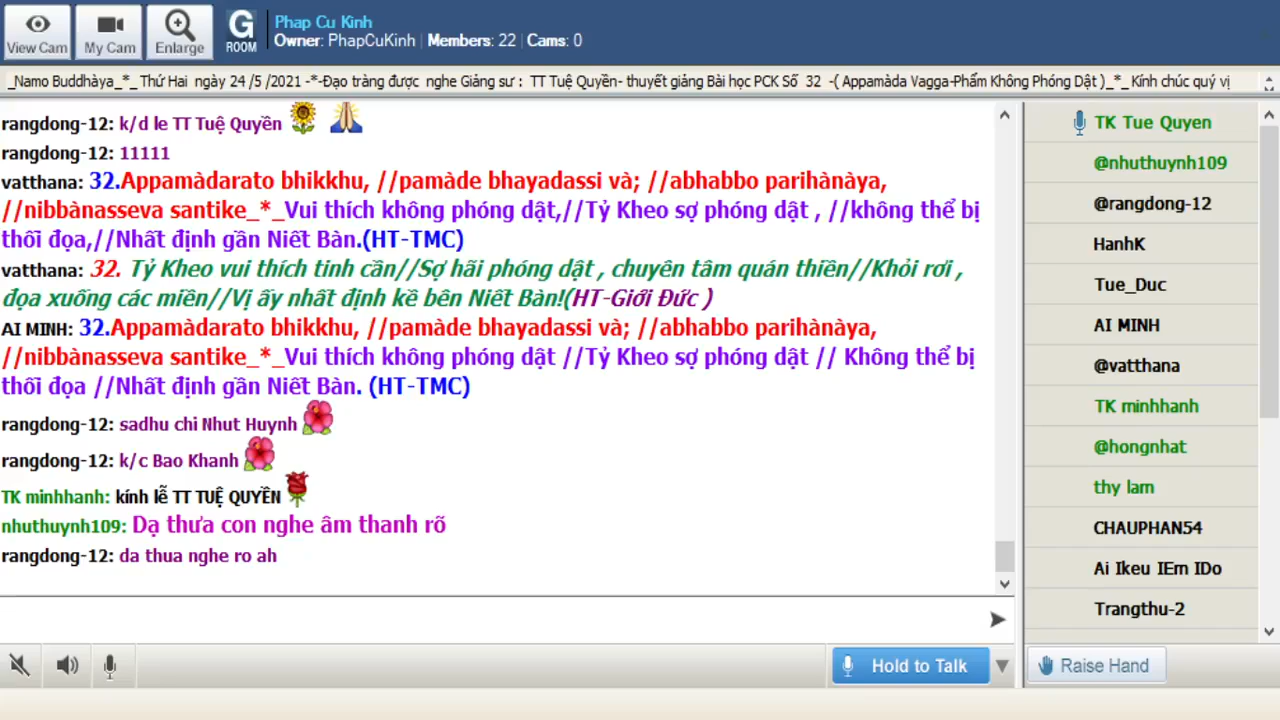 View Cam
My Cam
Enlarge
G
ROOM
Phap Cu Kinh
Owner: PhapCuKinh | Members: 22 | Cams: 0
_Namo Buddhàya_*_ Thứ Hai ngày 24 /5 /2021 -*-Đạo tràng được nghe Giảng sư : TT Tuệ Quyền- thuyết giảng Bài học PCK Số 32 -( Appamàda Vagga-Phẩm Không Phóng Dật )_*_ Kính chúc quý vị
rangdong-12: k/d le TT Tuệ Quyền
rangdong-12: 11111
vatthana: 32.Appamàdarato bhikkhu, //pamàde bhayadassi và; //abhabbo parihànàya,
//nibbànasseva santike_*_Vui thích không phóng dật,//Tỷ Kheo sợ phóng dật , //không thể bị
thối đọa,//Nhất định gần Niết Bàn.(HT-TMC)
vatthana: 32. Tỷ Kheo vui thích tinh cần//Sợ hãi phóng dật , chuyên tâm quán thiền//Khỏi rơi ,
đọa xuống các miền//Vị ấy nhất định kề bên Niết Bàn!(HT-Giới Đức )
AI MINH: 32.Appamàdarato bhikkhu, //pamàde bhayadassi và; //abhabbo parihànàya,
//nibbànasseva santike_*_Vui thích không phóng dật //Tỷ Kheo sợ phóng dật // Không thể bị
thối đọa //Nhất định gần Niết Bàn. (HT-TMC)
rangdong-12: sadhu chi Nhut Huynh
rangdong-12: k/c Bao Khanh
TK minhhanh: kính lễ TT TUỆ QUYỀN
nhuthuynh109: Dạ thưa con nghe âm thanh rõ
rangdong-12: da thua nghe ro ah
TK Tue Quyen
@nhuthuynh109
@rangdong-12
HanhK
Tue_Duc
AI MINH
@vatthana
TK minhhanh
@hongnhat
thy lam
CHAUPHAN54
Ai Ikeu IEm IDo
Trangthu-2
Hold to Talk
Raise Hand